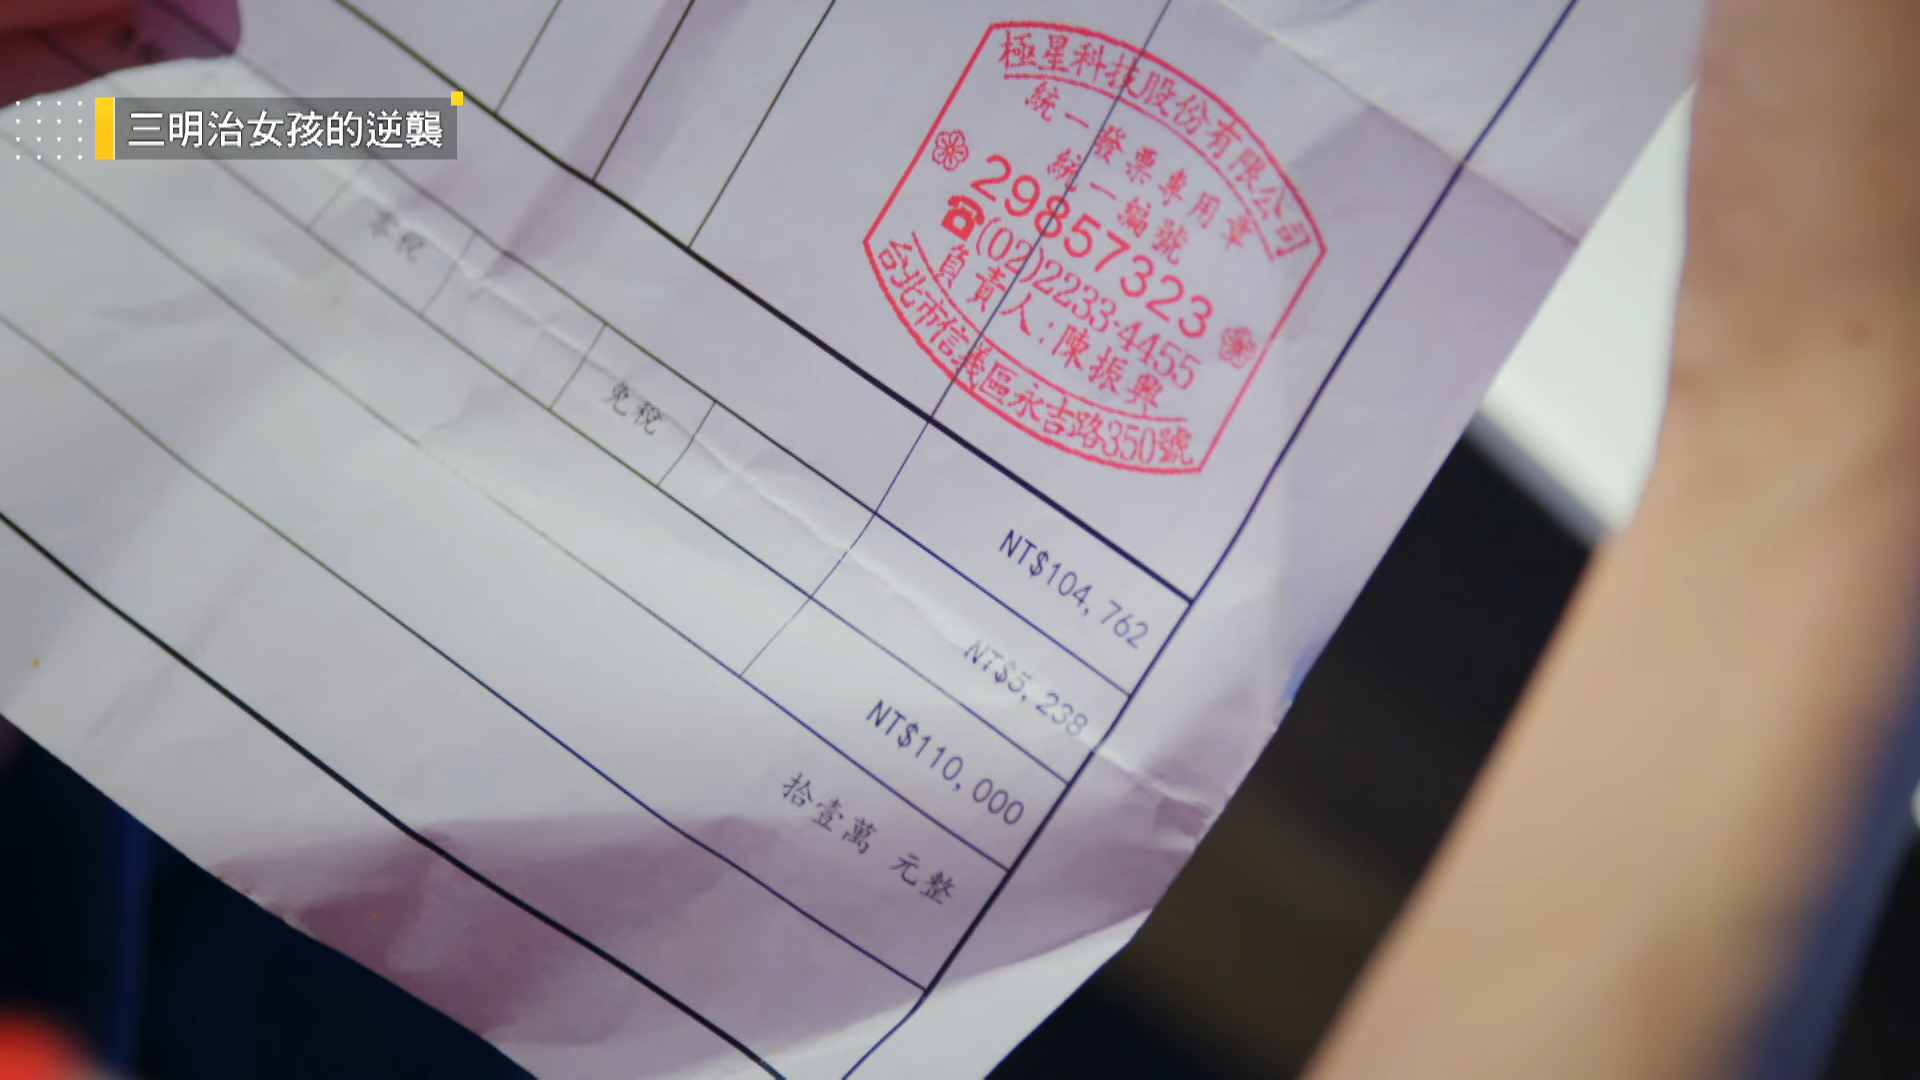 三明治女孩的逆襲
極星科技股份有限公司
統一發票專用章
統一編號
29857323
☎(02)2233-4455
負責人:陳振興
台北市信義區永吉路350號
零稅
免稅
NT$104,762
NT$5,238
NT$110,000
拾壹萬 元整